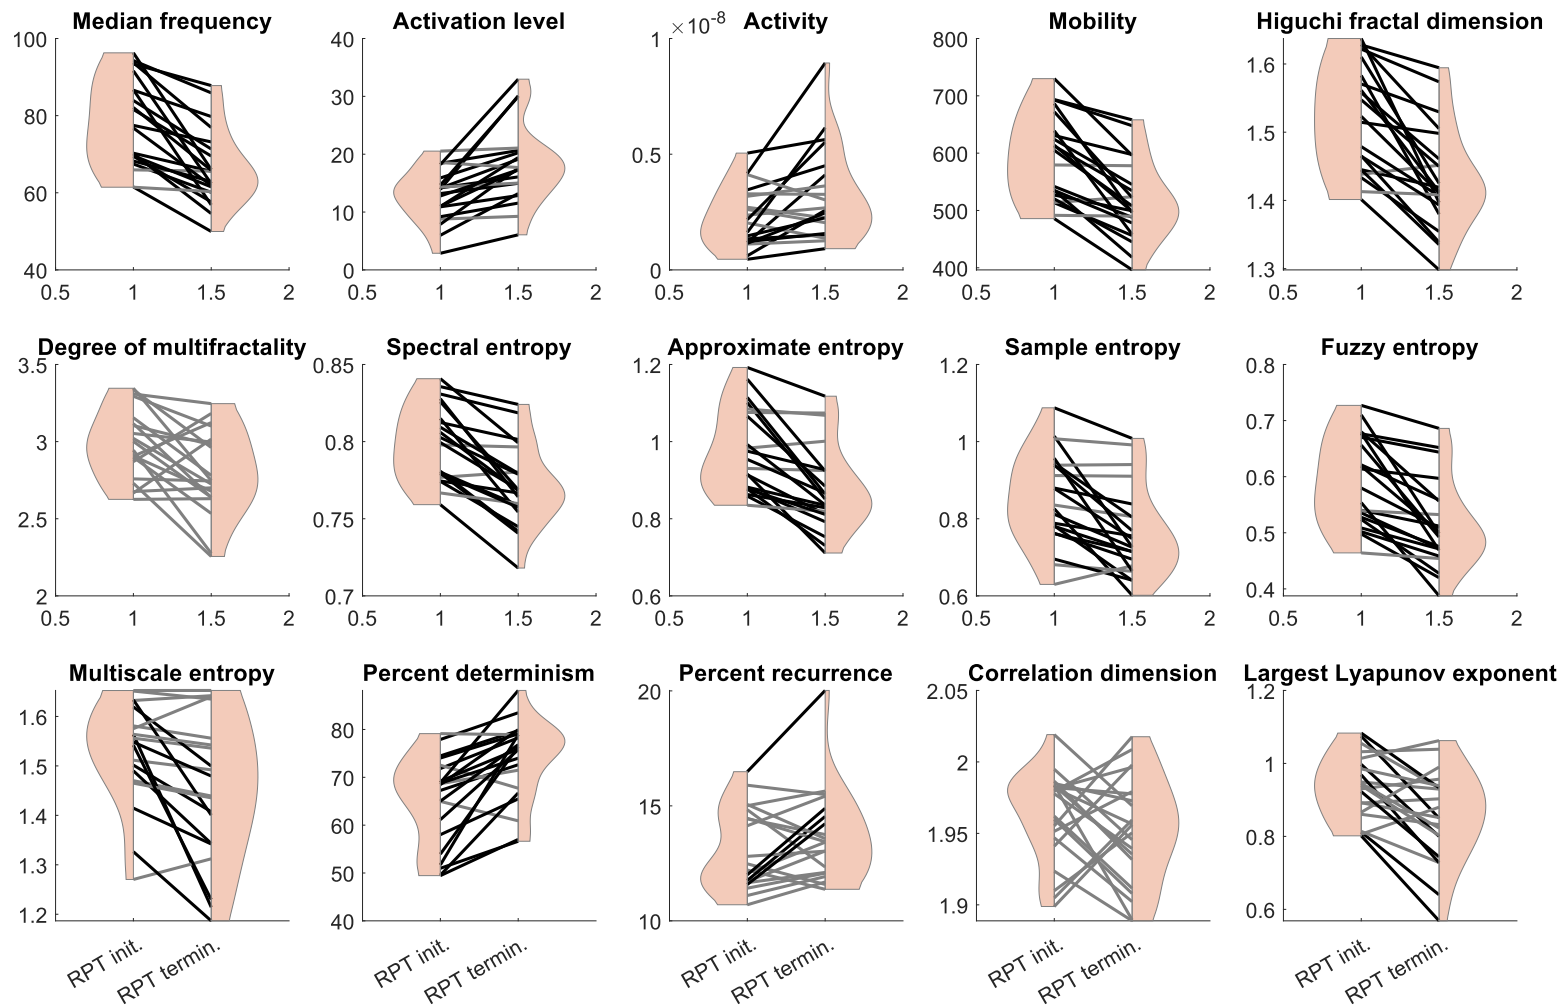 Median frequency
100
80
60
40
0.5 1 1.5 2
Activation level
40
30
20
10
0
0.5 1 1.5 2
×10-8 Activity
1
0.5
0
0.5 1 1.5 2
Mobility
800
700
600
500
400
0.5 1 1.5 2
Higuchi fractal dimension
1.6
1.5
1.4
1.3
0.5 1 1.5 2
Degree of multifractality
3.5
3
2.5
2
0.5 1 1.5 2
Spectral entropy
0.85
0.8
0.75
0.7
0.5 1 1.5 2
Approximate entropy
1.2
1
0.8
0.6
0.5 1 1.5 2
Sample entropy
1.2
1
0.8
0.6
0.5 1 1.5 2
Fuzzy entropy
0.8
0.7
0.6
0.5
0.4
0.5 1 1.5 2
Multiscale entropy
1.6
1.5
1.4
1.3
1.2
RPT init.
RPT termin.
Percent determinism
80
70
60
50
40
RPT init.
RPT termin.
Percent recurrence
20
15
10
RPT init.
RPT termin.
Correlation dimension
2.05
2
1.95
1.9
RPT init.
RPT termin.
Largest Lyapunov exponent
1.2
1
0.8
0.6
RPT init.
RPT termin.